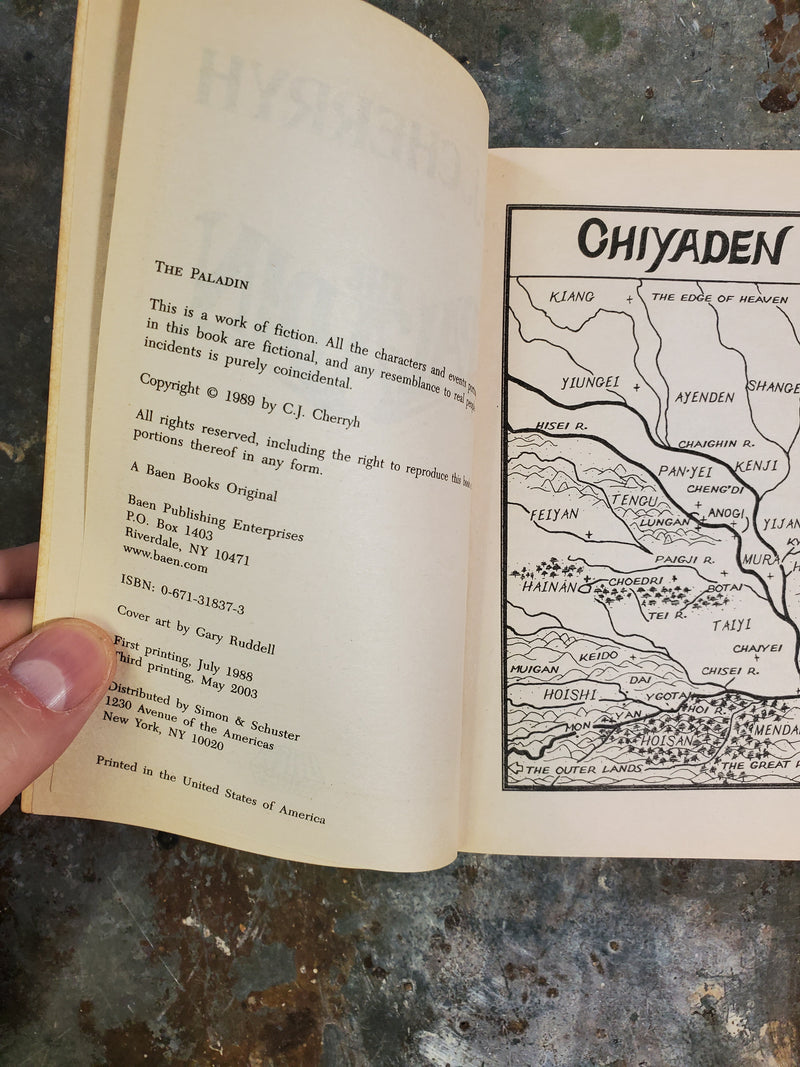 THE PALADIN
This is a work of fiction. All the characters and events
in this book are fictional, and any resemblance to real
incidents is purely coincidental.
Copyright © 1989 by C.J. Cherryh
All rights reserved, including the right to reproduce this
portions thereof in any form.
A Baen Books Original
Baen Publishing Enterprises
P.O. Box 1403
Riverdale, NY 10471
www.baen.com
ISBN: 0-671-31837-3
Cover art by Gary Ruddell
First printing, July 1988
Third printing, May 2003
Distributed by Simon & Schuster
1230 Avenue of the Americas
New York, NY 10020
Printed in the United States of America
CHIYADEN
KIANG
THE EDGE OF HEAVEN
YIUNGEI
AYENDEN
SHANGE
HISEI R.
CHAIGHIN R.
PAN-YEI
KENJI
CHENG'DI
TENGU
ANOGI
FEIYAN
LUNGAN
YIJAN
PAIGJI R.
MURA
HAINAN
CHOEDRI
BOTAI
TEI R.
TAIYI
CHAIYEI
KEIDO
MUIGAN
CHISEI R.
DAI
HOISHI
YGOTAI
HOI R.
YAN
MON
HOISAN
MENDA
THE OUTER LANDS
THE GREAT